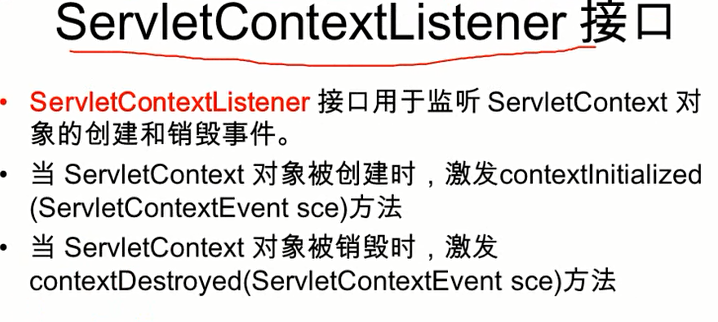 ServletContextListener 接口
• ServletContextListener 接口用于监听 ServletContext 对
象的创建和销毁事件。
• 当 ServletContext 对象被创建时，激发contextInitialized
(ServletContextEvent sce)方法
• 当 ServletContext 对象被销毁时，激发
contextDestroyed(ServletContextEvent sce)方法